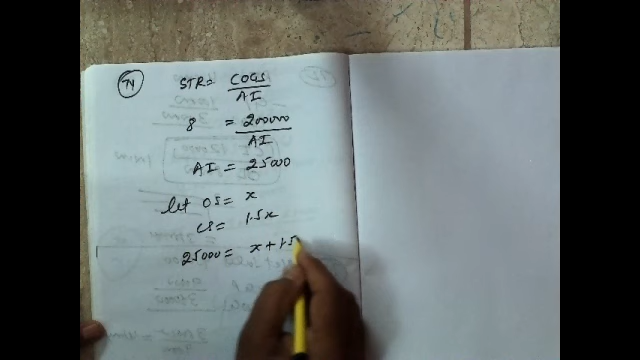 74
STR = COGS
AI
8 = 200000
AI
AI = 25000
let OS = x
CS = 1.5x
25000 = x + 1.5